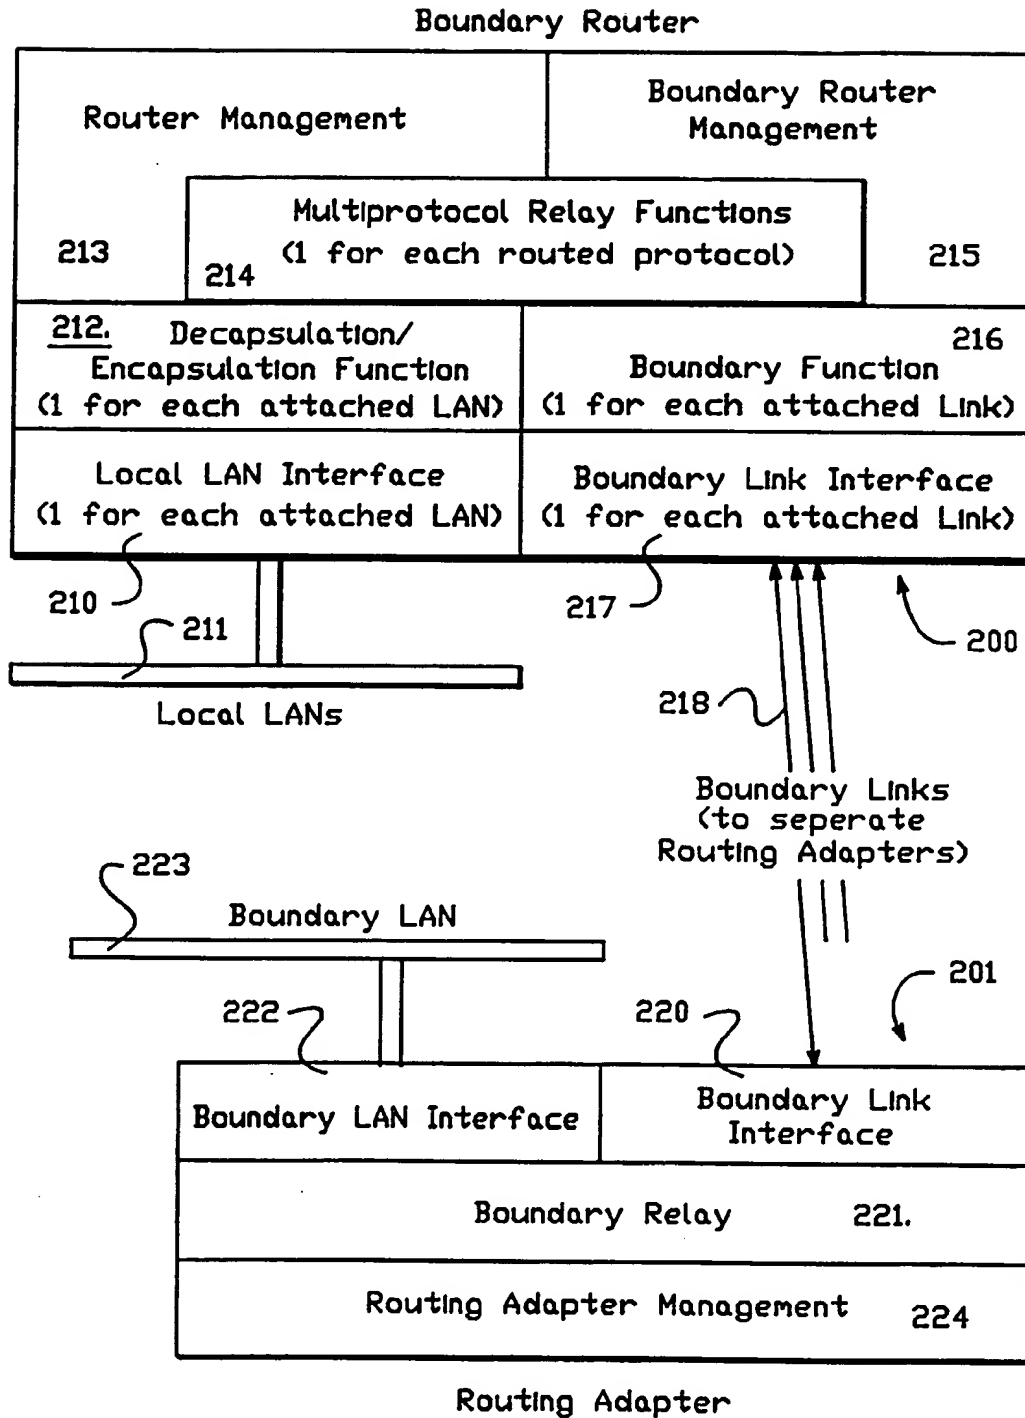 Boundary Router
Router Management
Boundary Router
Management
Multiprotocol Relay Functions
(1 for each routed protocol)
213
214
215
212. Decapsulation/
Encapsulation Function
(1 for each attached LAN)
216
Boundary Function
(1 for each attached Link)
Local LAN Interface
(1 for each attached LAN)
Boundary Link Interface
(1 for each attached Link)
210
217
200
211
Local LANs
218
Boundary Links
(to seperate
Routing Adapters)
223
Boundary LAN
201
222
220
Boundary LAN Interface
Boundary Link
Interface
Boundary Relay 221.
Routing Adapter Management 224
Routing Adapter